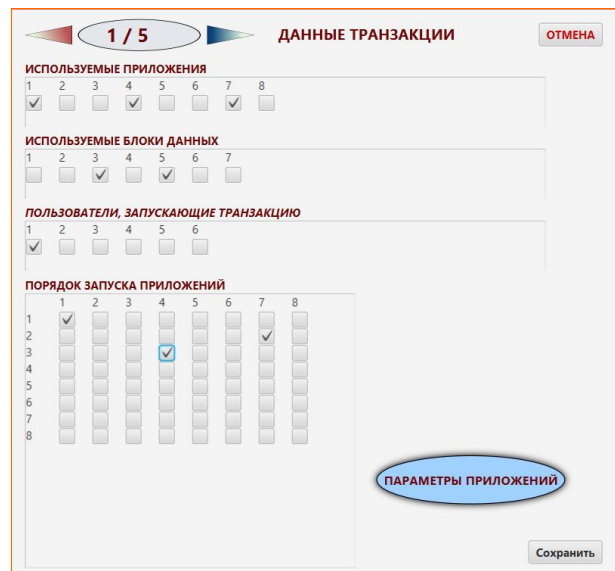 1 / 5 ДАННЫЕ ТРАНЗАКЦИИ ОТМЕНА
ИСПОЛЬЗУЕМЫЕ ПРИЛОЖЕНИЯ
1 2 3 4 5 6 7 8
ИСПОЛЬЗУЕМЫЕ БЛОКИ ДАННЫХ
1 2 3 4 5 6 7
ПОЛЬЗОВАТЕЛИ, ЗАПУСКАЮЩИЕ ТРАНЗАКЦИЮ
1 2 3 4 5 6
ПОРЯДОК ЗАПУСКА ПРИЛОЖЕНИЙ
1 2 3 4 5 6 7 8
1
2
3
4
5
6
7
8
ПАРАМЕТРЫ ПРИЛОЖЕНИЙ
Сохранить